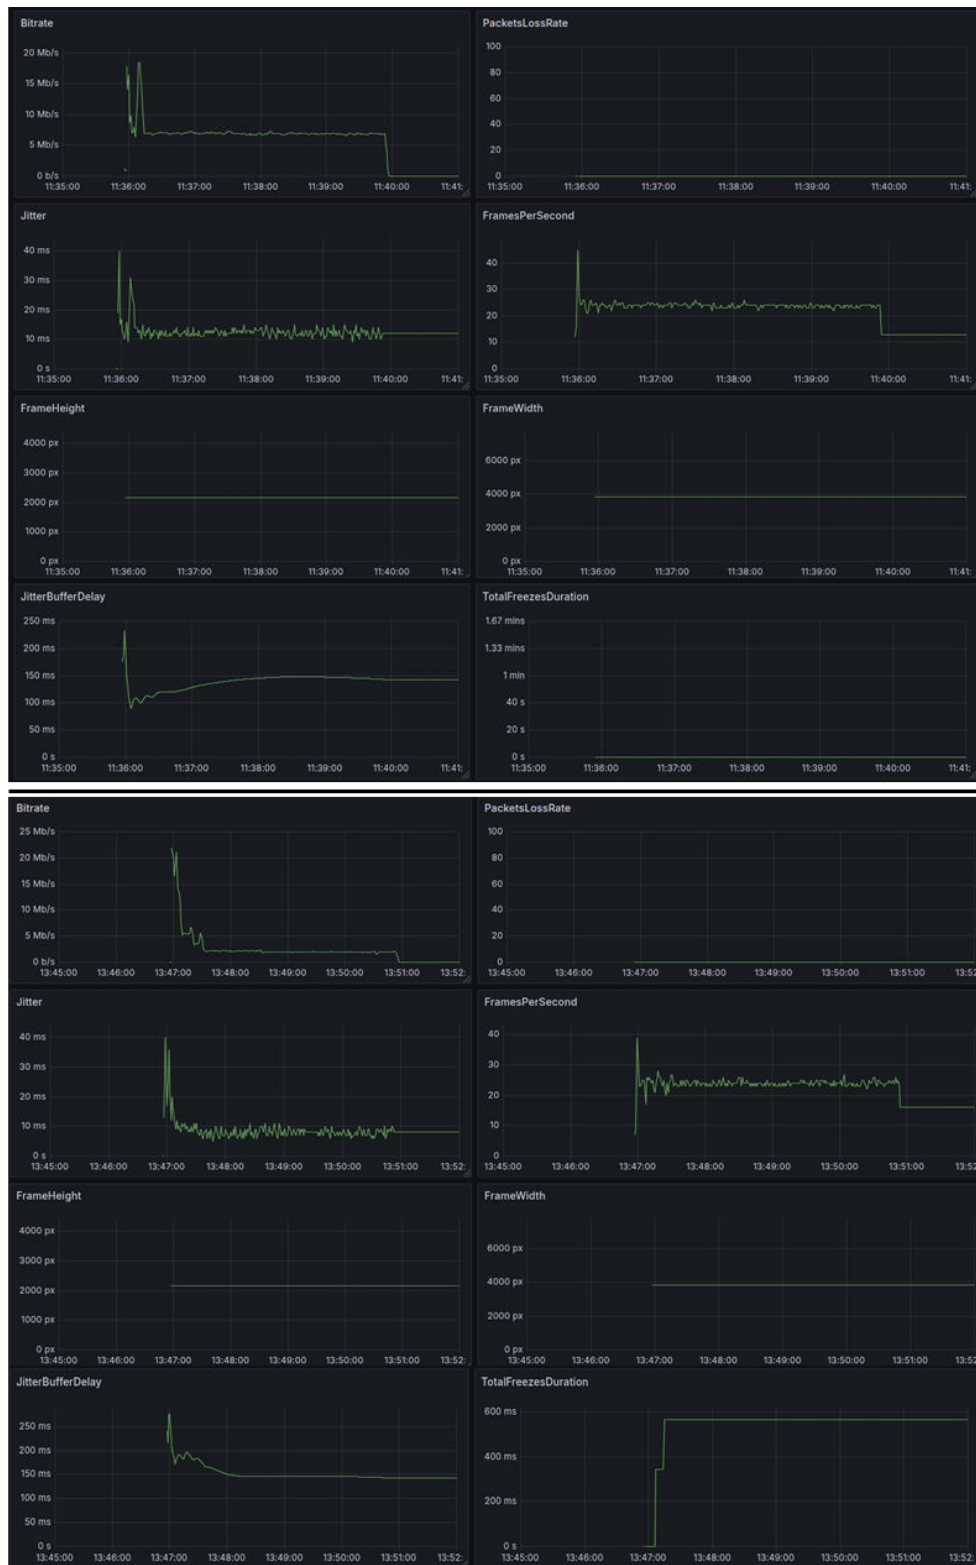 Bitrate
20 Mb/s
15 Mb/s
10 Mb/s
5 Mb/s
0 b/s
11:35:00 11:36:00 11:37:00 11:38:00 11:39:00 11:40:00 11:41:
PacketsLossRate
100
80
60
40
20
0
11:35:00 11:36:00 11:37:00 11:38:00 11:39:00 11:40:00 11:41:
Jitter
40 ms
30 ms
20 ms
10 ms
0 s
11:35:00 11:36:00 11:37:00 11:38:00 11:39:00 11:40:00 11:41:
FramesPerSecond
40
30
20
10
0
11:35:00 11:36:00 11:37:00 11:38:00 11:39:00 11:40:00 11:41:
FrameHeight
4000 px
3000 px
2000 px
1000 px
0 px
11:35:00 11:36:00 11:37:00 11:38:00 11:39:00 11:40:00 11:41:
FrameWidth
6000 px
4000 px
2000 px
0 px
11:35:00 11:36:00 11:37:00 11:38:00 11:39:00 11:40:00 11:41:
JitterBufferDelay
250 ms
200 ms
150 ms
100 ms
50 ms
0 s
11:35:00 11:36:00 11:37:00 11:38:00 11:39:00 11:40:00 11:41:
TotalFreezesDuration
1.67 mins
1.33 mins
1 min
40 s
20 s
0 s
11:35:00 11:36:00 11:37:00 11:38:00 11:39:00 11:40:00 11:41:
Bitrate
25 Mb/s
20 Mb/s
15 Mb/s
10 Mb/s
5 Mb/s
0 b/s
13:45:00 13:46:00 13:47:00 13:48:00 13:49:00 13:50:00 13:51:00 13:52:
PacketsLossRate
100
80
60
40
20
0
13:45:00 13:46:00 13:47:00 13:48:00 13:49:00 13:50:00 13:51:00 13:52
Jitter
40 ms
30 ms
20 ms
10 ms
0 s
13:45:00 13:46:00 13:47:00 13:48:00 13:49:00 13:50:00 13:51:00 13:52:
FramesPerSecond
40
30
20
10
0
13:45:00 13:46:00 13:47:00 13:48:00 13:49:00 13:50:00 13:51:00 13:52
FrameHeight
4000 px
3000 px
2000 px
1000 px
0 px
13:45:00 13:46:00 13:47:00 13:48:00 13:49:00 13:50:00 13:51:00 13:52:
FrameWidth
6000 px
4000 px
2000 px
0 px
13:45:00 13:46:00 13:47:00 13:48:00 13:49:00 13:50:00 13:51:00 13:52
JitterBufferDelay
250 ms
200 ms
150 ms
100 ms
50 ms
0 s
13:45:00 13:46:00 13:47:00 13:48:00 13:49:00 13:50:00 13:51:00 13:52:
TotalFreezesDuration
600 ms
400 ms
200 ms
0 s
13:45:00 13:46:00 13:47:00 13:48:00 13:49:00 13:50:00 13:51:00 13:52